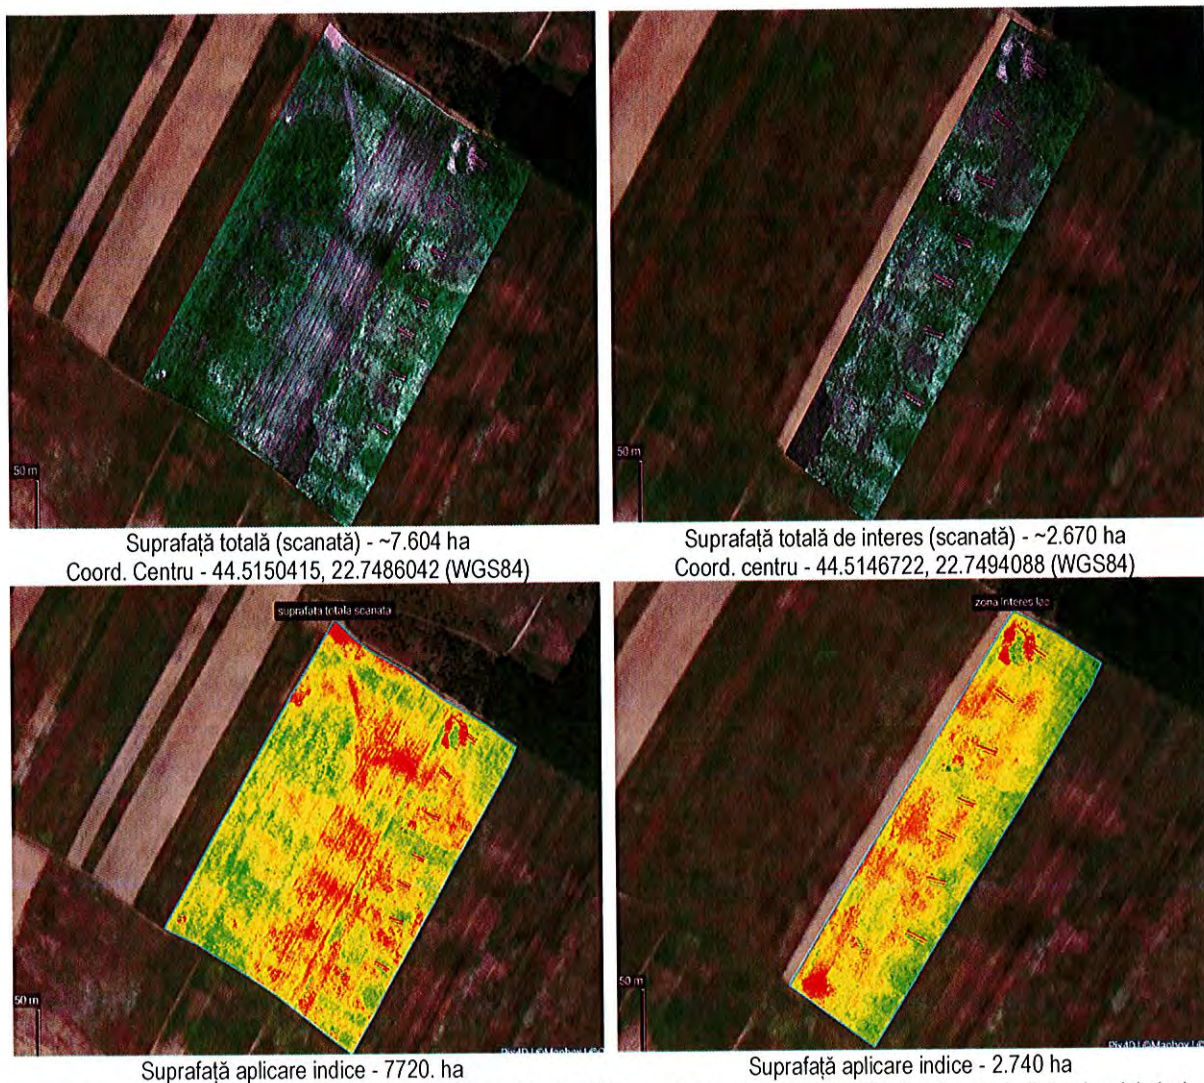 50 m
50 m
Suprafață totală (scanată) - ~7.604 ha
Coord. Centru - 44.5150415, 22.7486042 (WGS84)
Suprafață totală de interes (scanată) - ~2.670 ha
Coord. centru - 44.5146722, 22.7494088 (WGS84)
suprafata totala scanata
zona interes lac
50 m
50 m
Suprafață aplicare indice - 7720. ha
Suprafață aplicare indice - 2.740 ha